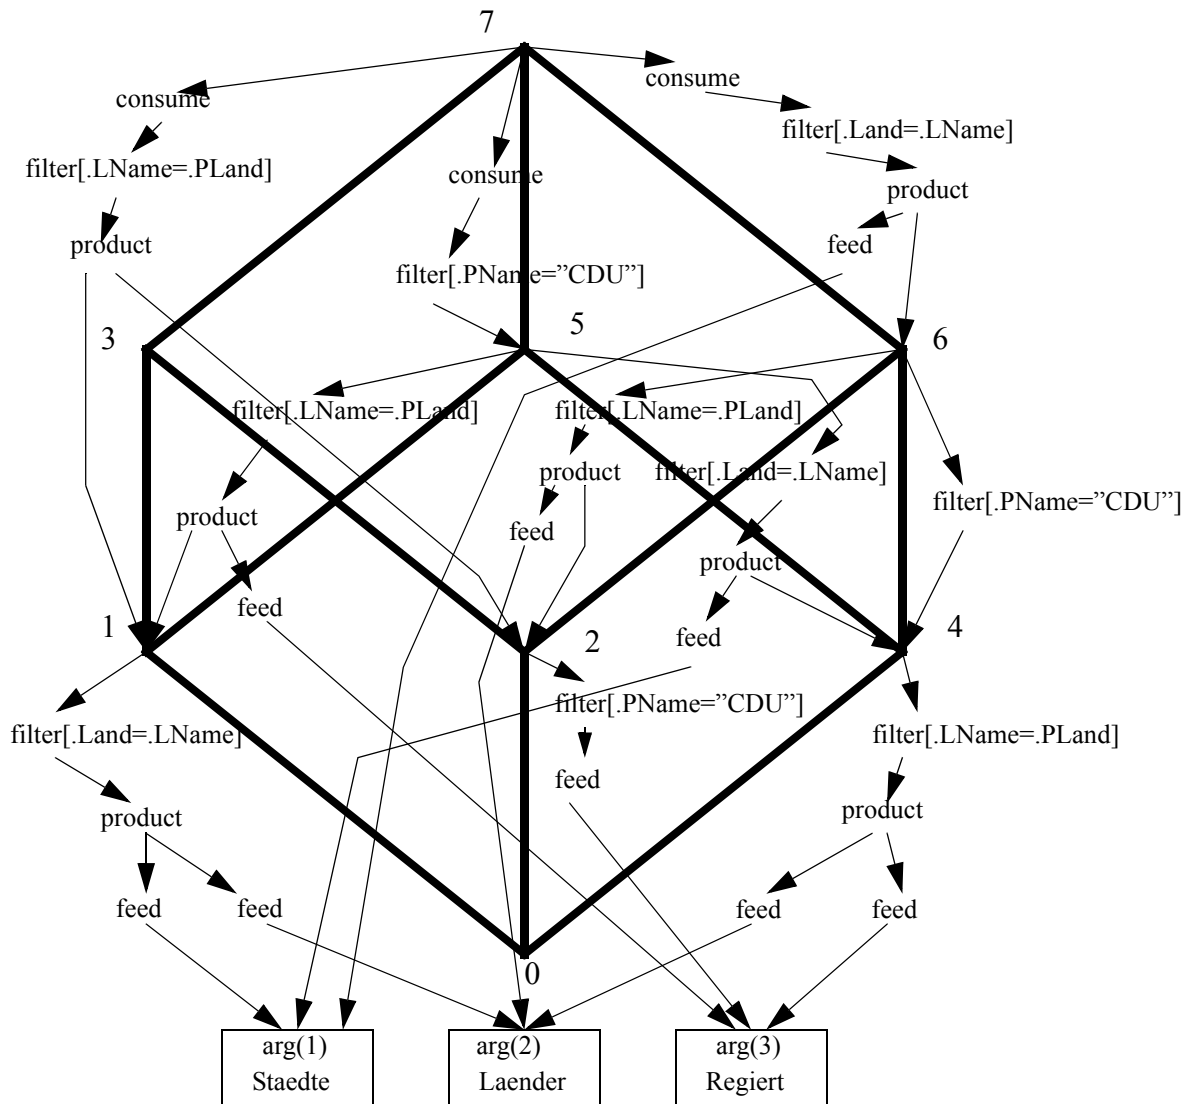 7
consume
consume
filter[.Land=.LName]
filter[.LName=.PLand]
consume
product
product
feed
filter[.PName=”CDU”]
3
5
6
filter[.LName=.PLand]
filter[.LName=.PLand]
product
filter[.Land=.LName]
filter[.PName=”CDU”]
product
feed
product
feed
1
2
4
feed
filter[.PName=”CDU”]
filter[.Land=.LName]
filter[.LName=.PLand]
feed
product
product
feed
feed
feed
feed
0
arg(1)
Staedte
arg(2)
Laender
arg(3)
Regiert